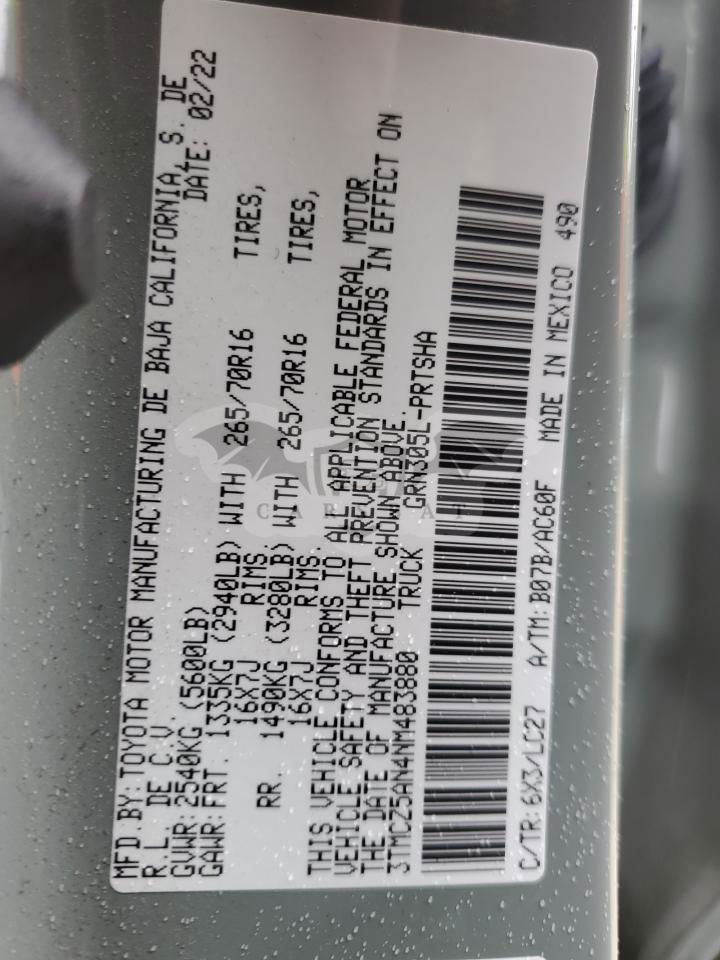 MFD.BY:TOYOTA MOTOR MANUFACTURING DE BAJA CALIFORNIA, S. DE
R.L. DE C.V. DATE: 02/22
GVWR:2540KG (5600LB)
GAWR:FRT. 1335KG (2940LB) WITH 265/70R16 TIRES,
16X7J RIMS.
RR. 1490KG (3280LB) WITH 265/70R16 TIRES,
16X7J RIMS.
THIS VEHICLE CONFORMS TO ALL APPLICABLE FEDERAL MOTOR
VEHICLE SAFETY AND THEFT PREVENTION STANDARDS IN EFFECT ON
THE DATE OF MANUFACTURE SHOWN ABOVE.
3TMCZ5AN4NM483880 TRUCK GRN305L-PRTSHA
C/TR:6X3/LC27 A/TM:B07B/AC60F MADE IN MEXICO 490